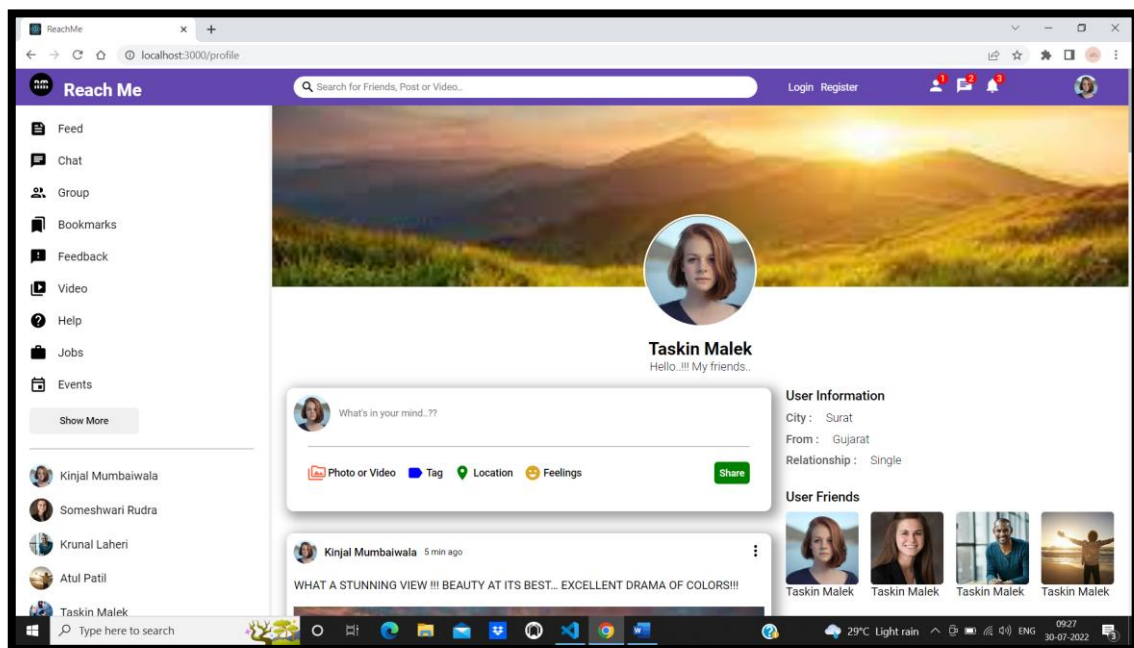 ReachMe
localhost:3000/profile
Reach Me
Search for Friends, Post or Video..
Login Register
1
2
3
Feed
Chat
Group
Bookmarks
Feedback
Video
Help
Jobs
Events
Show More
Kinjal Mumbaiwala
Someshwari Rudra
Krunal Laheri
Atul Patil
Taskin Malek
Taskin Malek
Hello..!!! My friends..
What's in your mind..??
Photo or Video Tag Location Feelings Share
Kinjal Mumbaiwala 5 min ago
WHAT A STUNNING VIEW !!! BEAUTY AT ITS BEST... EXCELLENT DRAMA OF COLORS!!!
User Information
City : Surat
From : Gujarat
Relationship : Single
User Friends
Taskin Malek Taskin Malek Taskin Malek Taskin Malek
Type here to search
29°C Light rain
ENG
09:27
30-07-2022
3